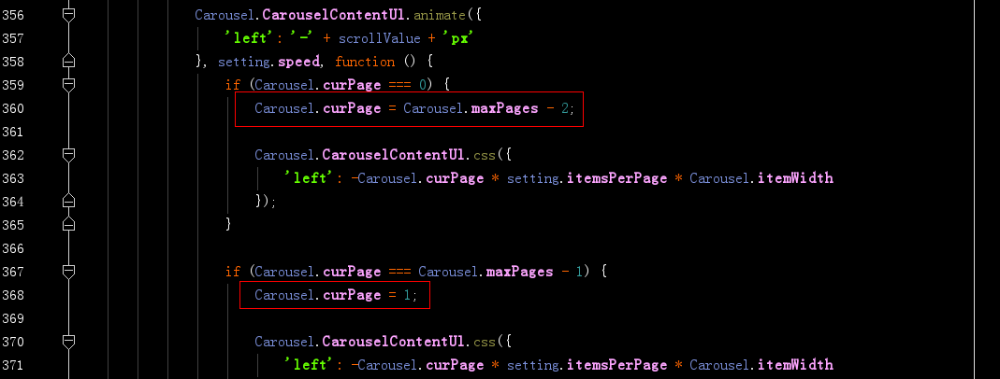 356 Carousel.CarouselContentUl.animate({
357 'left': '-' + scrollValue + 'px'
358 }, setting.speed, function () {
359 if (Carousel.curPage === 0) {
360 Carousel.curPage = Carousel.maxPages - 2;
361
362 Carousel.CarouselContentUl.css({
363 'left': -Carousel.curPage * setting.itemsPerPage * Carousel.itemWidth
364 });
365 }
366
367 if (Carousel.curPage === Carousel.maxPages - 1) {
368 Carousel.curPage = 1;
369
370 Carousel.CarouselContentUl.css({
371 'left': -Carousel.curPage * setting.itemsPerPage * Carousel.itemWidth